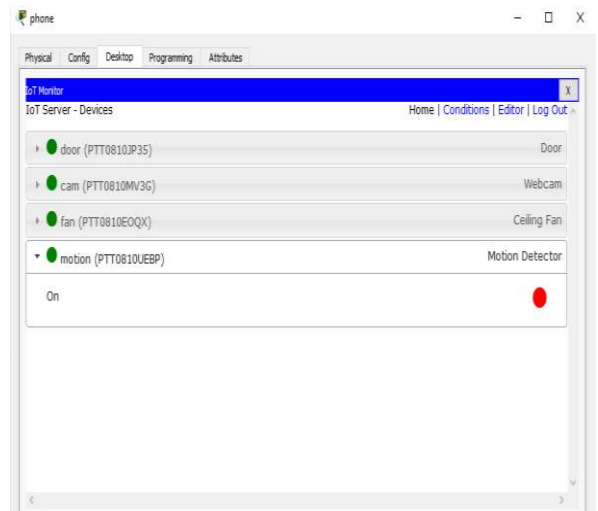 phone
Physical Config Desktop Programming Attributes
IoT Monitor X
IoT Server - Devices Home | Conditions | Editor | Log Out
door (PTT0810JP35) Door
cam (PTT0810MV3G) Webcam
fan (PTT0810EOQX) Ceiling Fan
motion (PTT0810UEBP) Motion Detector
On